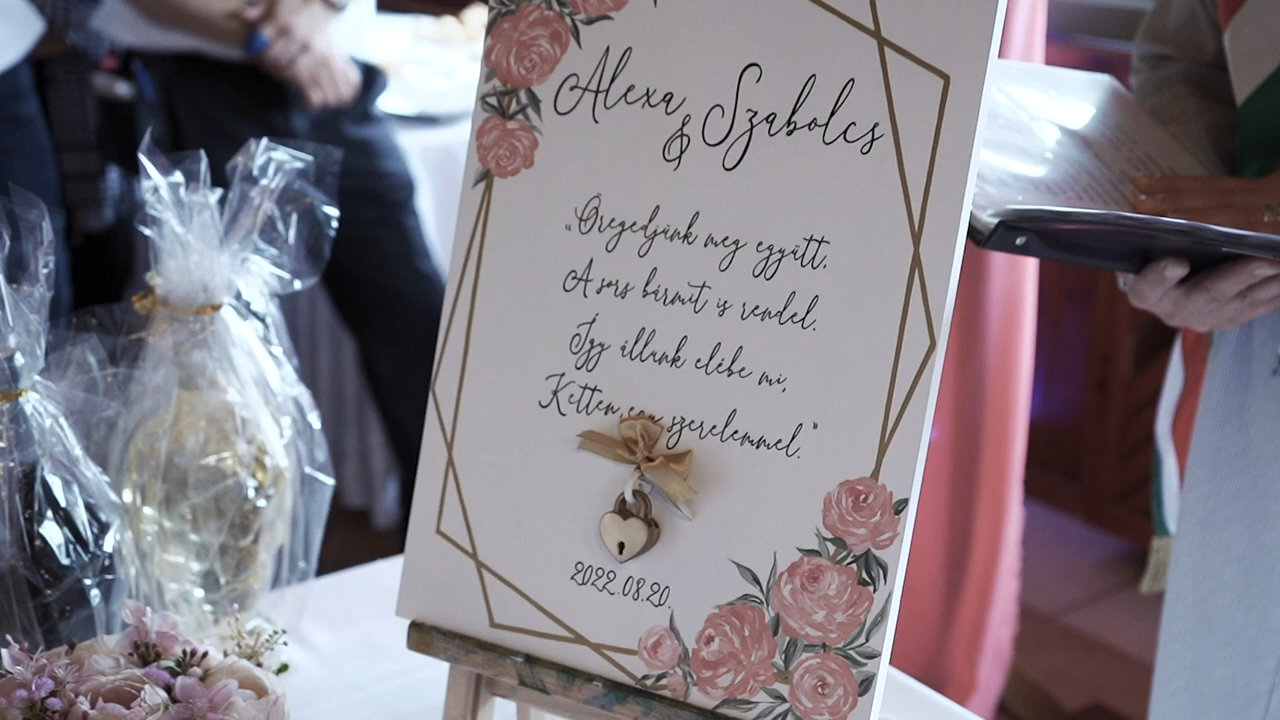 Alexa
& Szabolcs
„Öregedjünk meg együtt.
A sors bármit is rendel.
Így állunk elébe mi,
Ketten, egy szerelemmel."
2022.08.20.